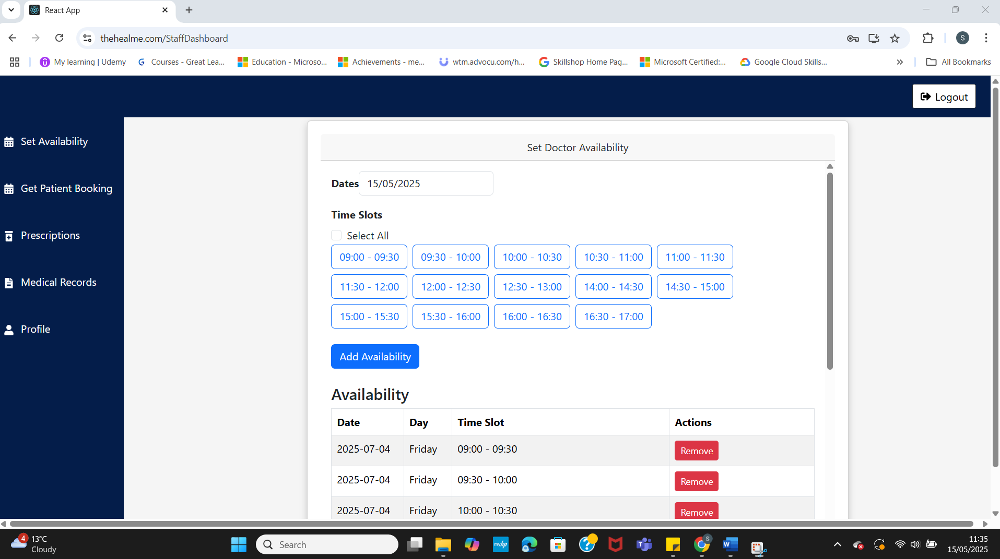 React App
thehealme.com/StaffDashboard
S
My learning | Udemy
Courses - Great Lea...
Education - Microso...
Achievements - me...
wtm.advocu.com/h...
Skillshop Home Pag...
Microsoft Certified:...
Google Cloud Skills...
All Bookmarks
Logout
Set Availability
Get Patient Booking
Prescriptions
Medical Records
Profile
Set Doctor Availability
Dates 15/05/2025
Time Slots
Select All
09:00 - 09:30 09:30 - 10:00 10:00 - 10:30 10:30 - 11:00 11:00 - 11:30
11:30 - 12:00 12:00 - 12:30 12:30 - 13:00 14:00 - 14:30 14:30 - 15:00
15:00 - 15:30 15:30 - 16:00 16:00 - 16:30 16:30 - 17:00
Add Availability
Availability
Date Day Time Slot Actions
2025-07-04 Friday 09:00 - 09:30 Remove
2025-07-04 Friday 09:30 - 10:00 Remove
2025-07-04 Friday 10:00 - 10:30 Remove
4
13°C
Cloudy
Search
myhp
T
S
W
11:35
15/05/2025